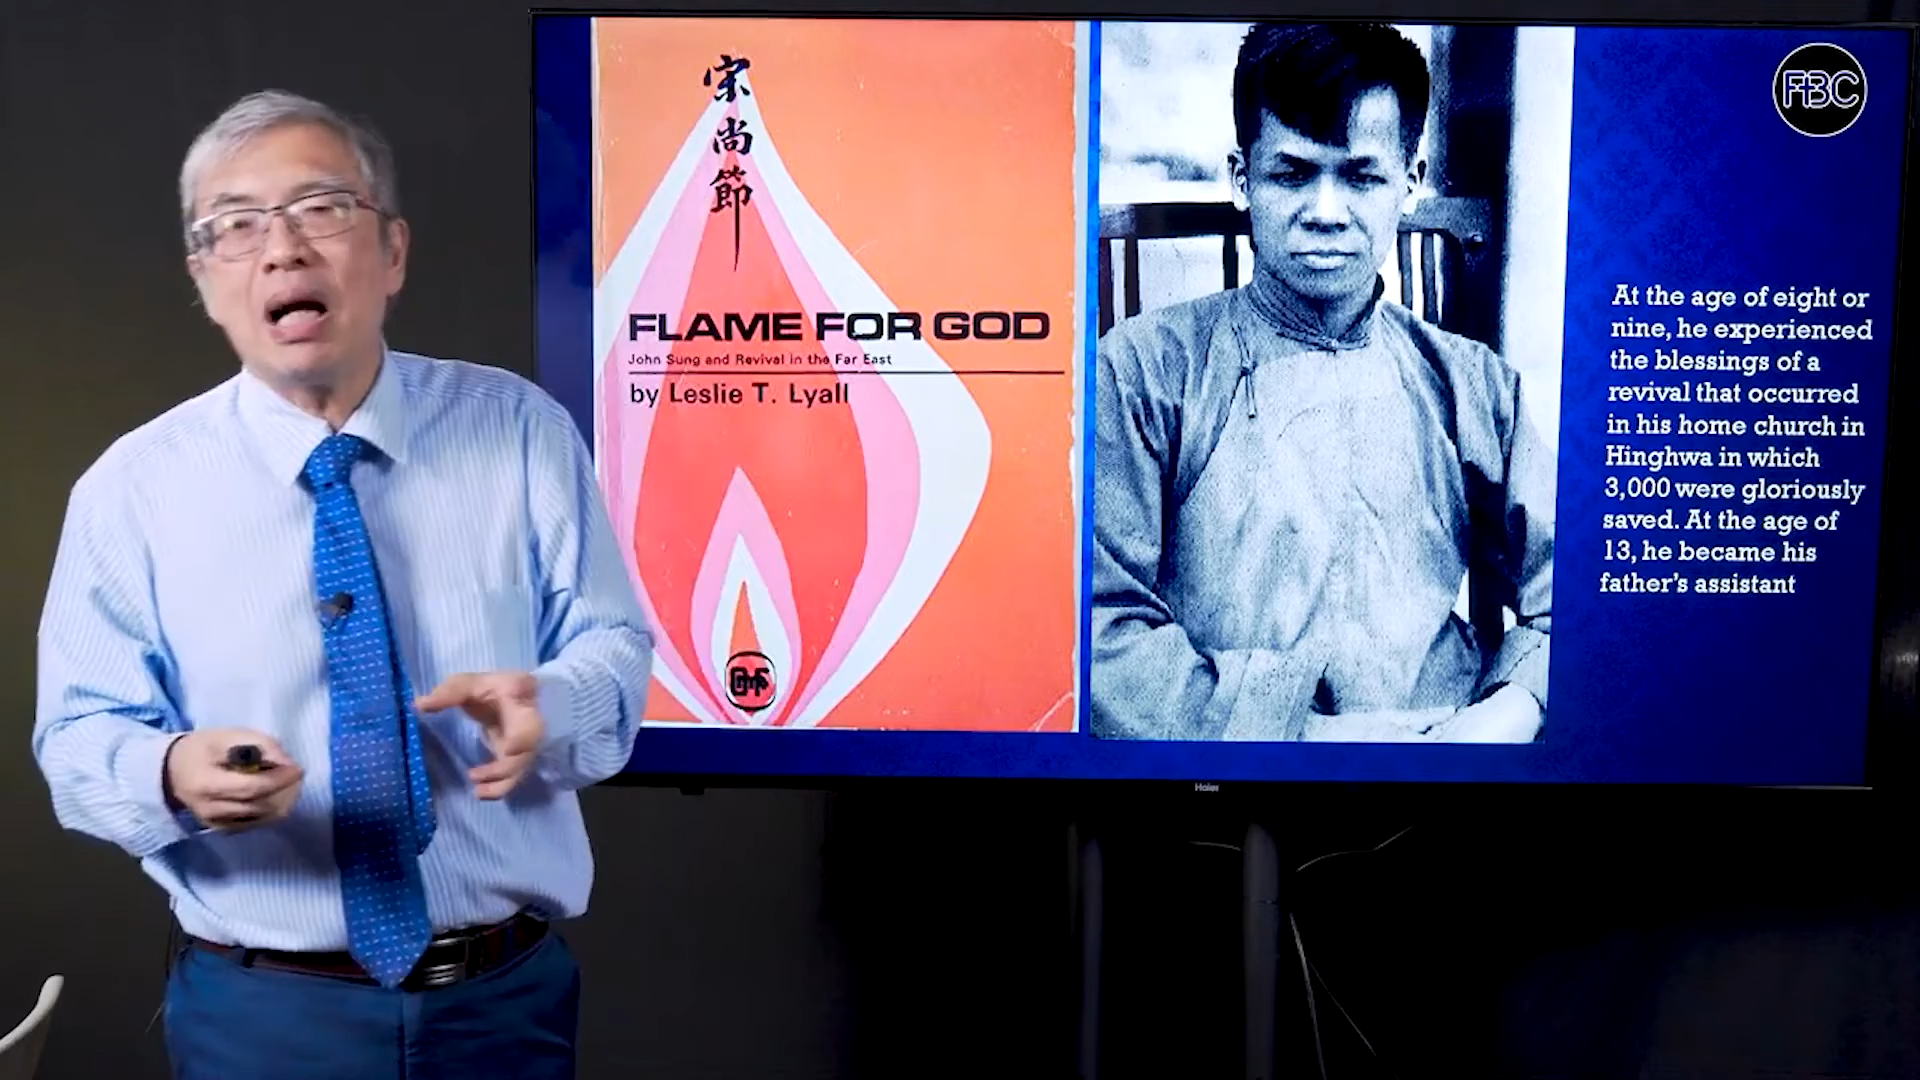 宋尚節
FLAME FOR GOD
John Sung and Revival in the Far East
by Leslie T. Lyall
OMF
FBC
At the age of eight or
nine, he experienced
the blessings of a
revival that occurred
in his home church in
Hinghwa in which
3,000 were gloriously
saved. At the age of
13, he became his
father's assistant
Haier